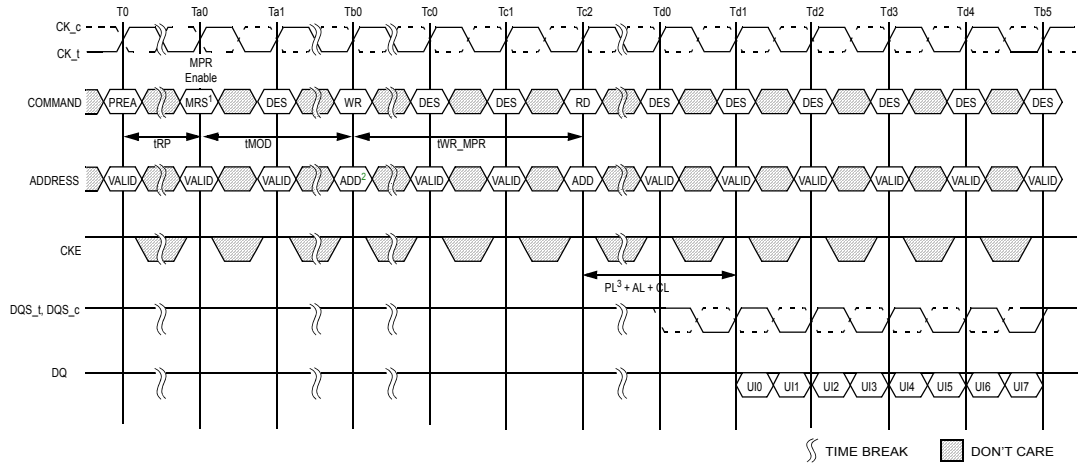 T0 Ta0 Ta1 Tb0 Tc0 Tc1 Tc2 Td0 Td1 Td2 Td3 Td4 Tb5
CK_c
CK_t
MPR
Enable
COMMAND PREA MRS1 DES WR DES DES RD DES DES DES DES DES DES
tRP tMOD tWR_MPR
ADDRESS VALID VALID VALID ADD2 VALID VALID ADD VALID VALID VALID VALID VALID VALID
CKE
PL3 + AL + CL
DQS_t, DQS_c
DQ UI0 UI1 UI2 UI3 UI4 UI5 UI6 UI7
TIME BREAK DON'T CARE